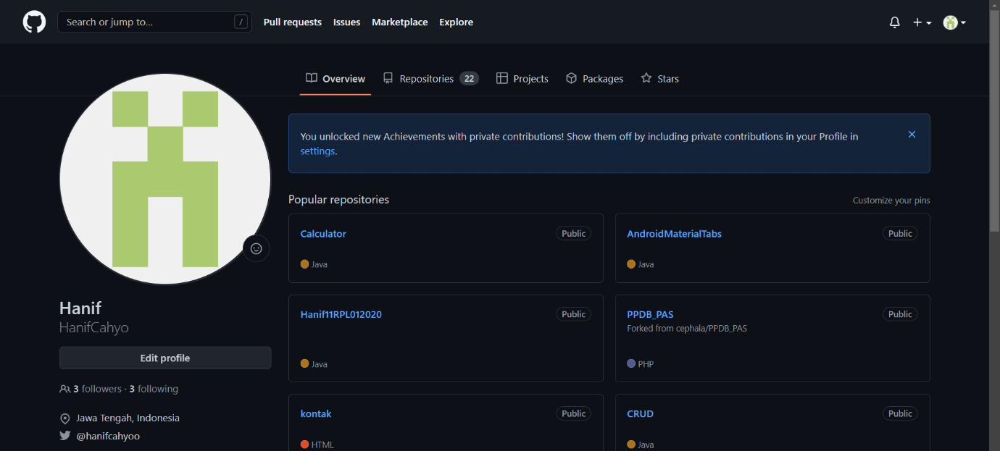 Search or jump to... /
Pull requests Issues Marketplace Explore
Overview Repositories 22 Projects Packages Stars
You unlocked new Achievements with private contributions! Show them off by including private contributions in your Profile in
settings.
Popular repositories Customize your pins
Calculator Public
Java
AndroidMaterialTabs Public
Java
Hanif11RPL012020 Public
Java
PPDB_PAS Public
Forked from cephala/PPDB_PAS
PHP
kontak Public
HTML
CRUD Public
Java
Hanif
HanifCahyo
Edit profile
3 followers · 3 following
Jawa Tengah, Indonesia
@hanifcahyoo